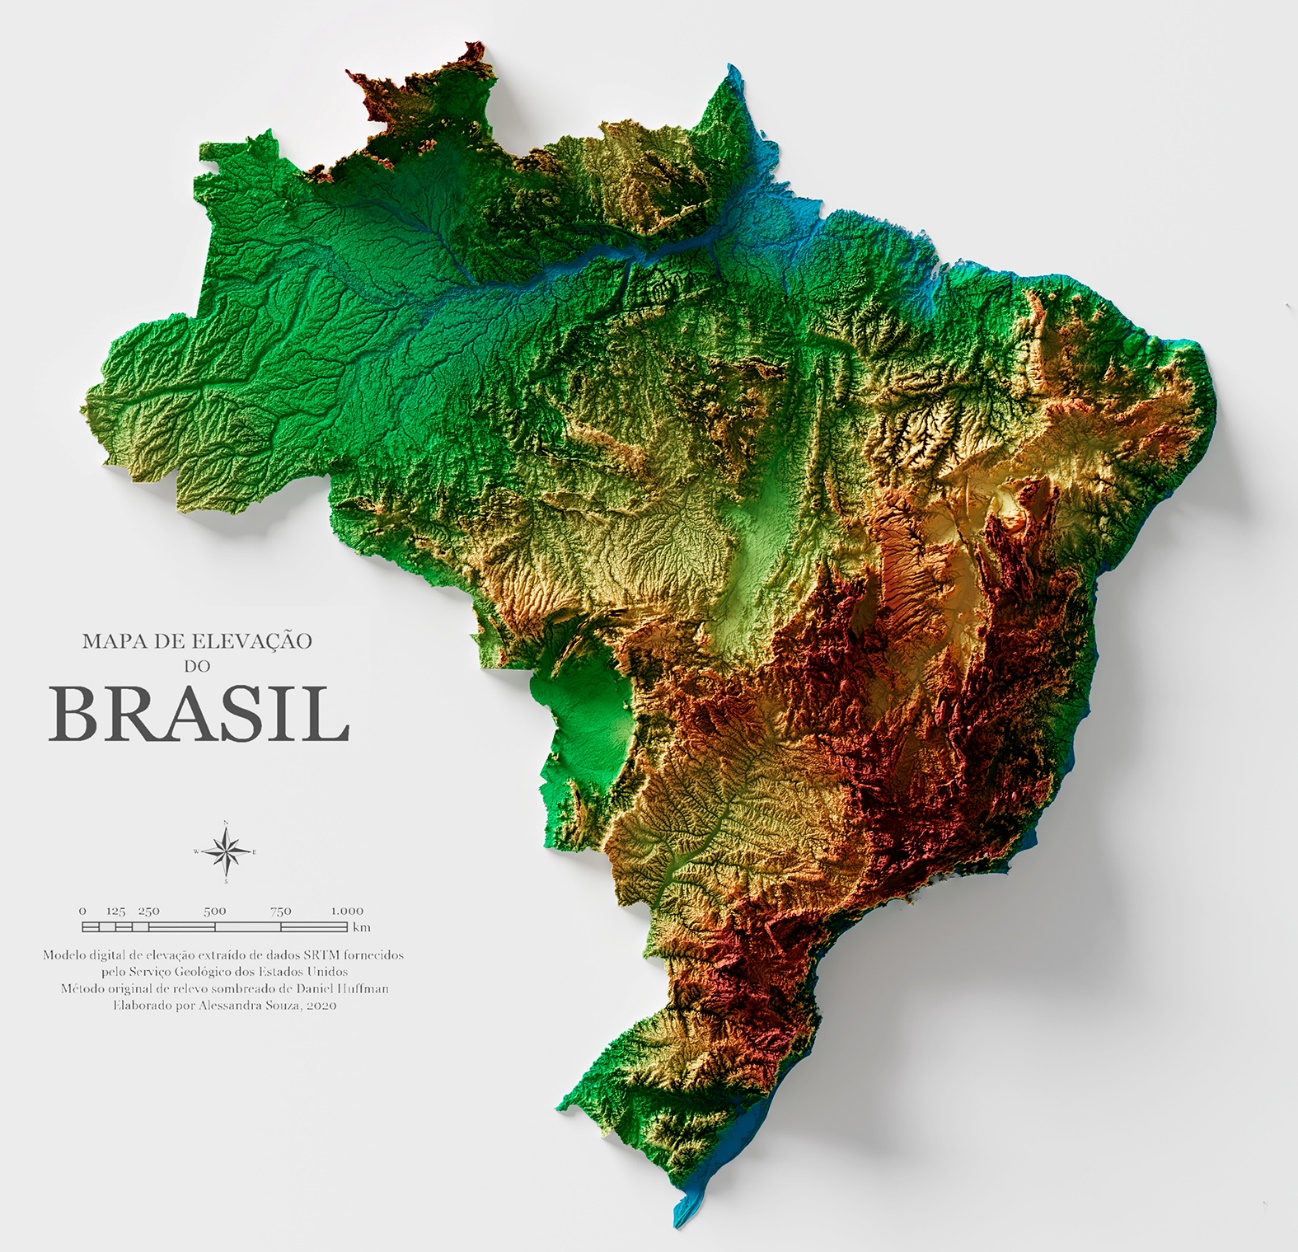 MAPA DE ELEVAÇÃO
DO
BRASIL
N
W E
S
0 125 250 500 750 1.000
km
Modelo digital de elevação extraído de dados SRTM fornecidos
pelo Serviço Geológico dos Estados Unidos
Método original de relevo sombreado de Daniel Huffman
Elaborado por Alessandra Souza, 2020